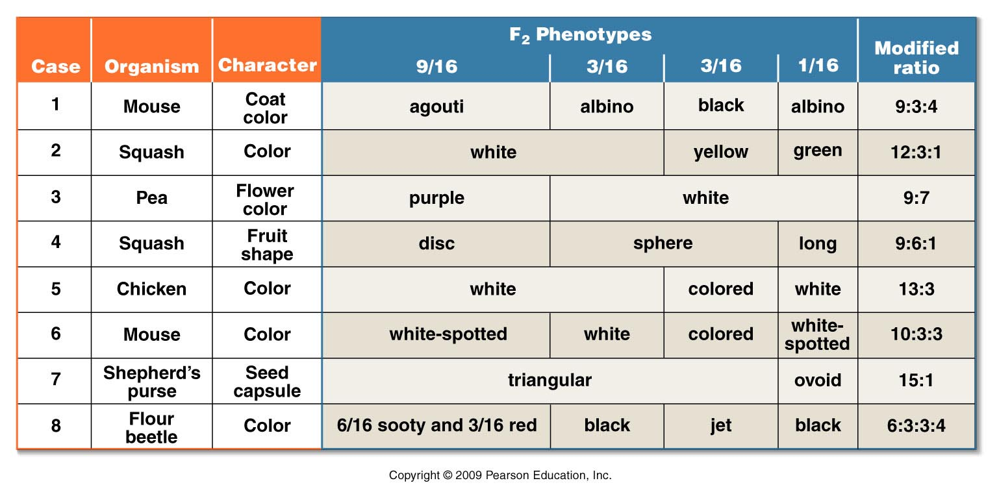 F2 Phenotypes
Case Organism Character 9/16 3/16 3/16 1/16 Modified ratio
1 Mouse Coat color agouti albino black albino 9:3:4
2 Squash Color white yellow green 12:3:1
3 Pea Flower color purple white 9:7
4 Squash Fruit shape disc sphere long 9:6:1
5 Chicken Color white colored white 13:3
6 Mouse Color white-spotted white colored white-spotted 10:3:3
7 Shepherd’s purse Seed capsule triangular ovoid 15:1
8 Flour beetle Color 6/16 sooty and 3/16 red black jet black 6:3:3:4
Copyright © 2009 Pearson Education, Inc.